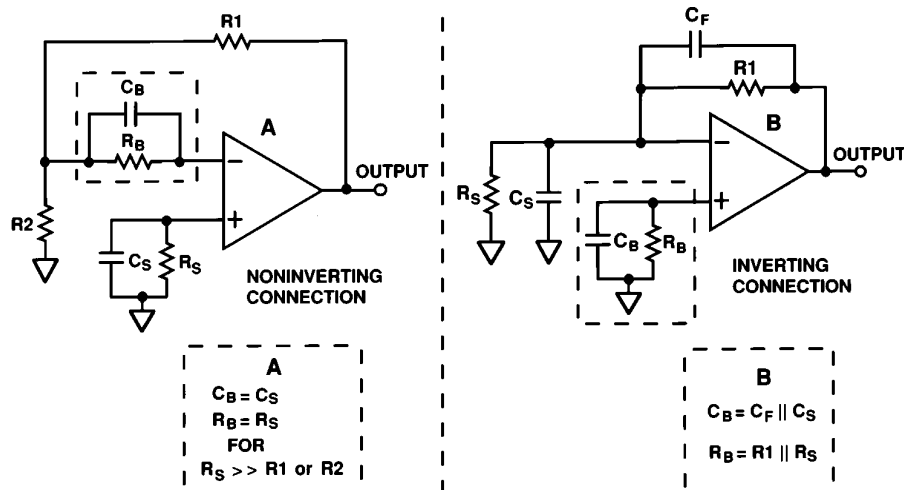 R1
CB
RB
A
−
+
OUTPUT
R2
CS
RS
NONINVERTING
CONNECTION
A
CB = CS
RB = RS
FOR
RS >> R1 or R2
CF
R1
B
−
+
OUTPUT
RS
CS
CB
RB
INVERTING
CONNECTION
B
CB = CF || CS
RB = R1 || RS